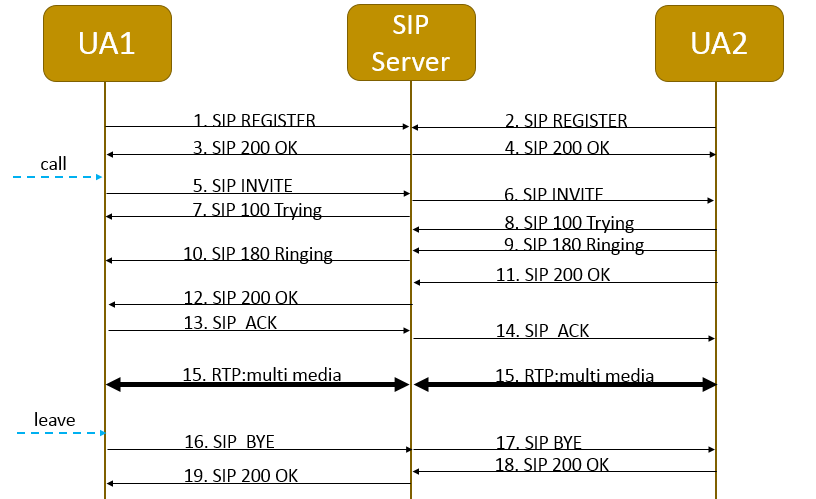 UA1
SIP
Server
UA2
1. SIP REGISTER
2. SIP REGISTER
3. SIP 200 OK
4. SIP 200 OK
call
5. SIP INVITE
6. SIP INVITE
7. SIP 100 Trying
8. SIP 100 Trying
9. SIP 180 Ringing
10. SIP 180 Ringing
11. SIP 200 OK
12. SIP 200 OK
13. SIP ACK
14. SIP ACK
15. RTP:multi media
15. RTP:multi media
leave
16. SIP BYE
17. SIP BYE
18. SIP 200 OK
19. SIP 200 OK